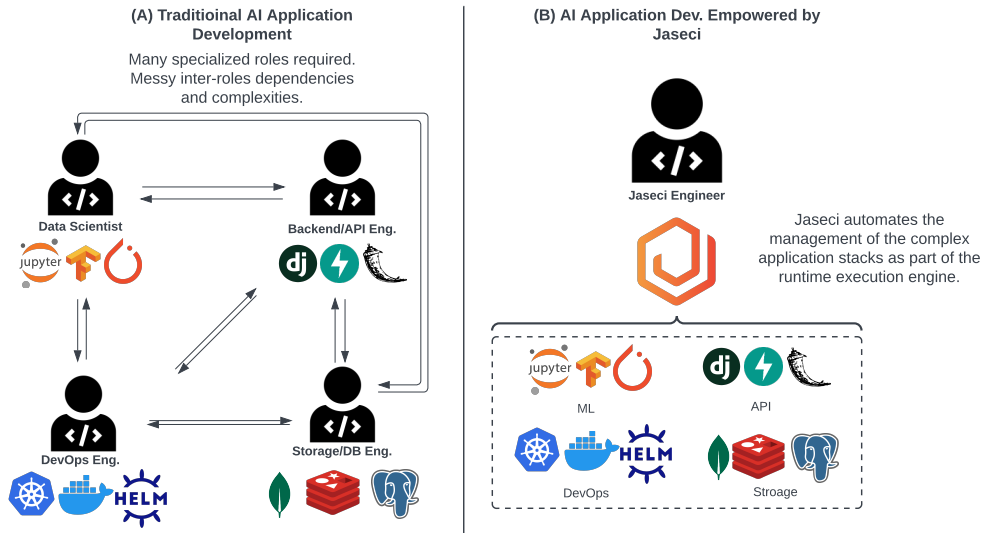 (A) Traditioinal AI Application
Development
Many specialized roles required.
Messy inter-roles dependencies
and complexities.
</>
</>
Data Scientist
Backend/API Eng.
jupyter
dj
</>
</>
DevOps Eng.
Storage/DB Eng.
HELM
(B) AI Application Dev. Empowered by
Jaseci
</>
Jaseci Engineer
Jaseci automates the
management of the complex
application stacks as part of the
runtime execution engine.
jupyter
dj
ML
API
HELM
DevOps
Stroage